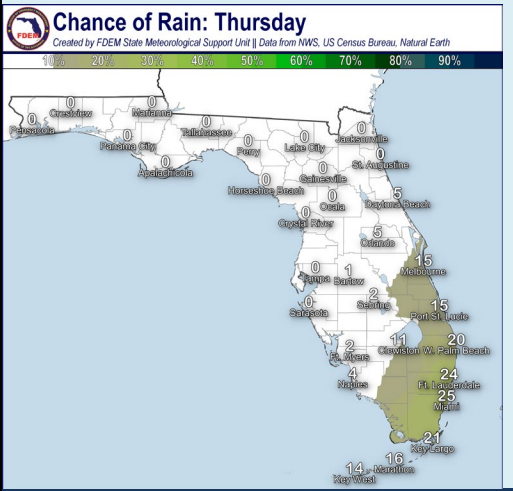 Chance of Rain: Thursday
FDEM
Created by FDEM State Meteorological Support Unit || Data from NWS, US Census Bureau, Natural Earth
10% 20% 30% 40% 50% 60% 70% 80% 90%
0
Pensacola
0
Crestview
0
Marianna
0
Panama City
0
Apalachicola
0
Tallahassee
0
Perry
0
Lake City
0
Jacksonville
0
St. Augustine
0
Gainesville
0
Horseshoe Beach
0
Ocala
5
Daytona Beach
0
Crystal River
5
Orlando
15
Melbourne
0
Tampa
1
Bartow
2
Sebring
0
Sarasota
15
Port St. Lucie
2
Ft. Myers
11
Clewiston
20
W. Palm Beach
4
Naples
24
Ft. Lauderdale
25
Miami
21
Key Largo
16
Marathon
14
Key West